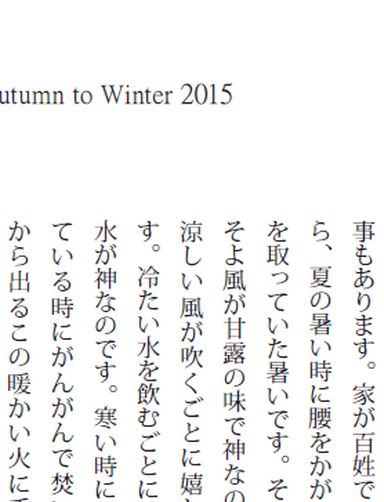 utumn to Winter 2015
事もあります。家が百姓で
ら、夏の暑い時に腰をかが
を取っていた暑いです。そ
そよ風が甘露の味で神なの
涼しい風が吹くごとに嬉
す。冷たい水を飲むごとに
水が神なのです。寒い時に
ている時にがんがんで焚
から出るこの暖かい火に